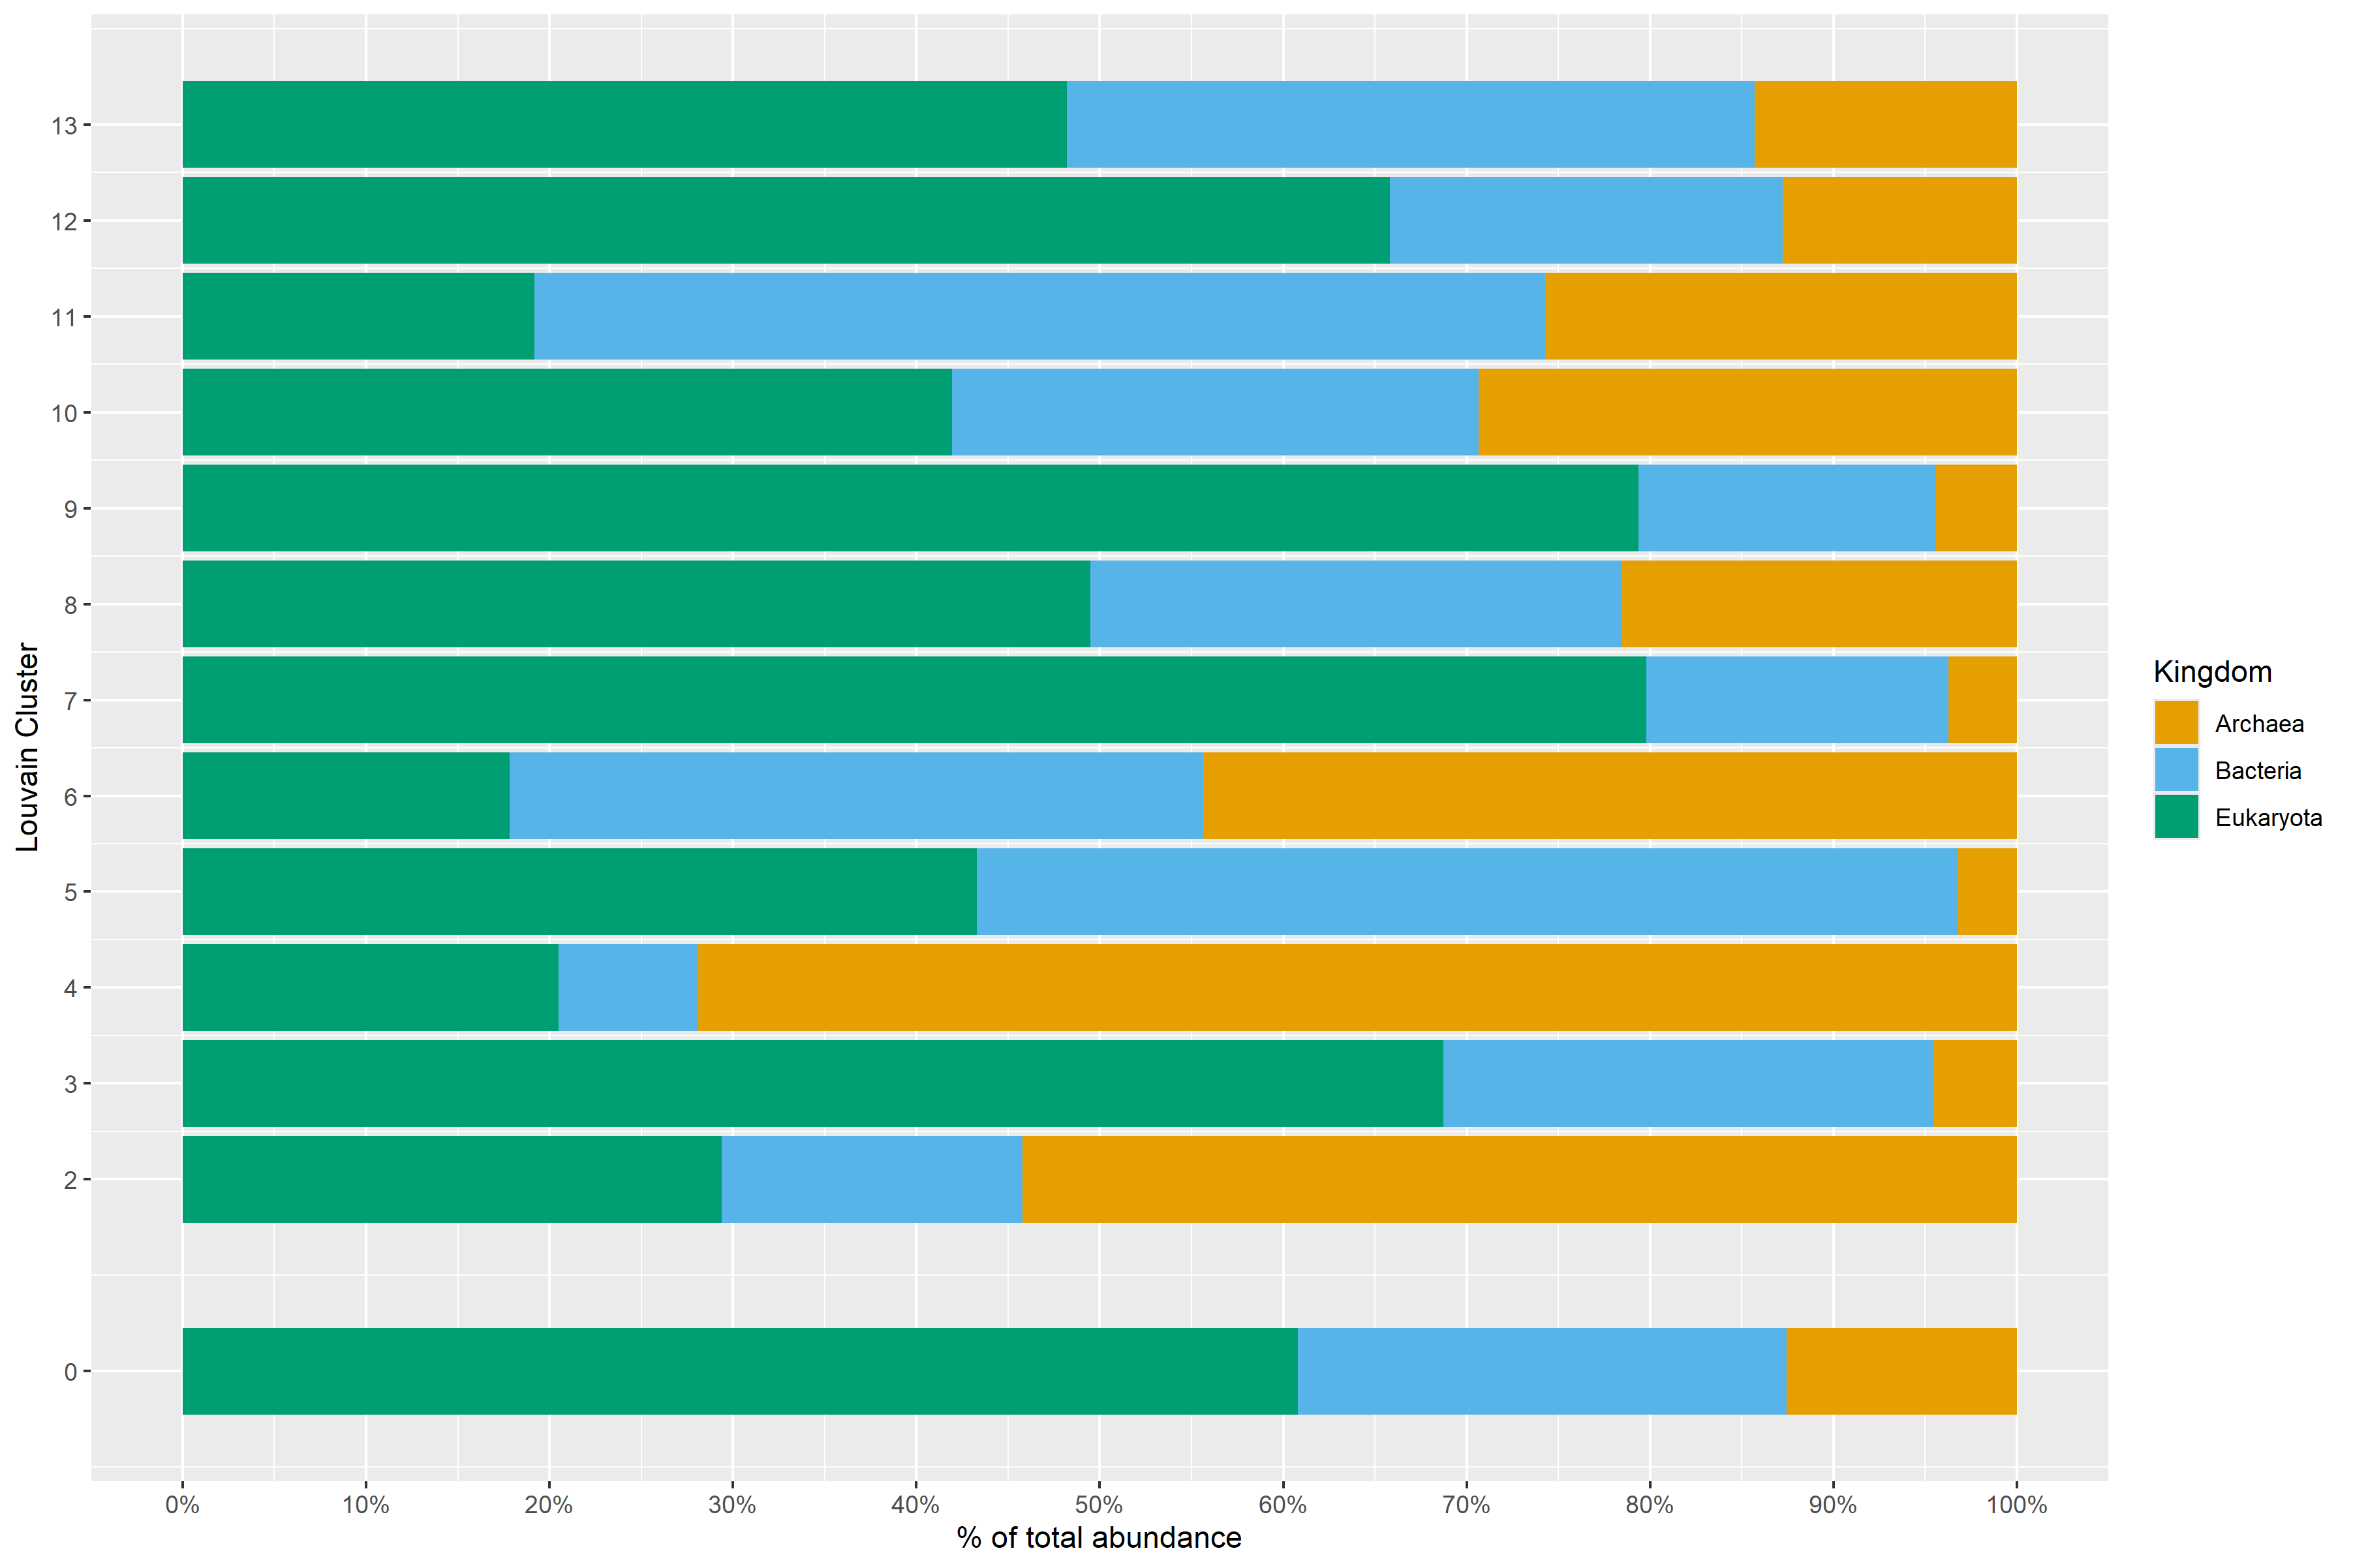 13
12
11
10
9
8
7
6
5
4
3
2
0
Louvain Cluster
0% 10% 20% 30% 40% 50% 60% 70% 80% 90% 100%
% of total abundance
Kingdom
Archaea
Bacteria
Eukaryota